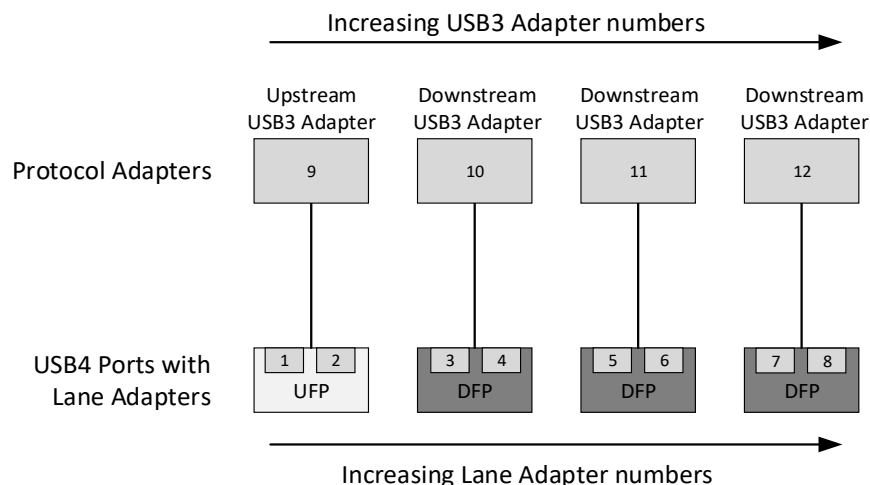 Increasing USB3 Adapter numbers
Upstream
USB3 Adapter
Downstream
USB3 Adapter
Downstream
USB3 Adapter
Downstream
USB3 Adapter
Protocol Adapters
9
10
11
12
USB4 Ports with
Lane Adapters
1 2
UFP
3 4
DFP
5 6
DFP
7 8
DFP
Increasing Lane Adapter numbers